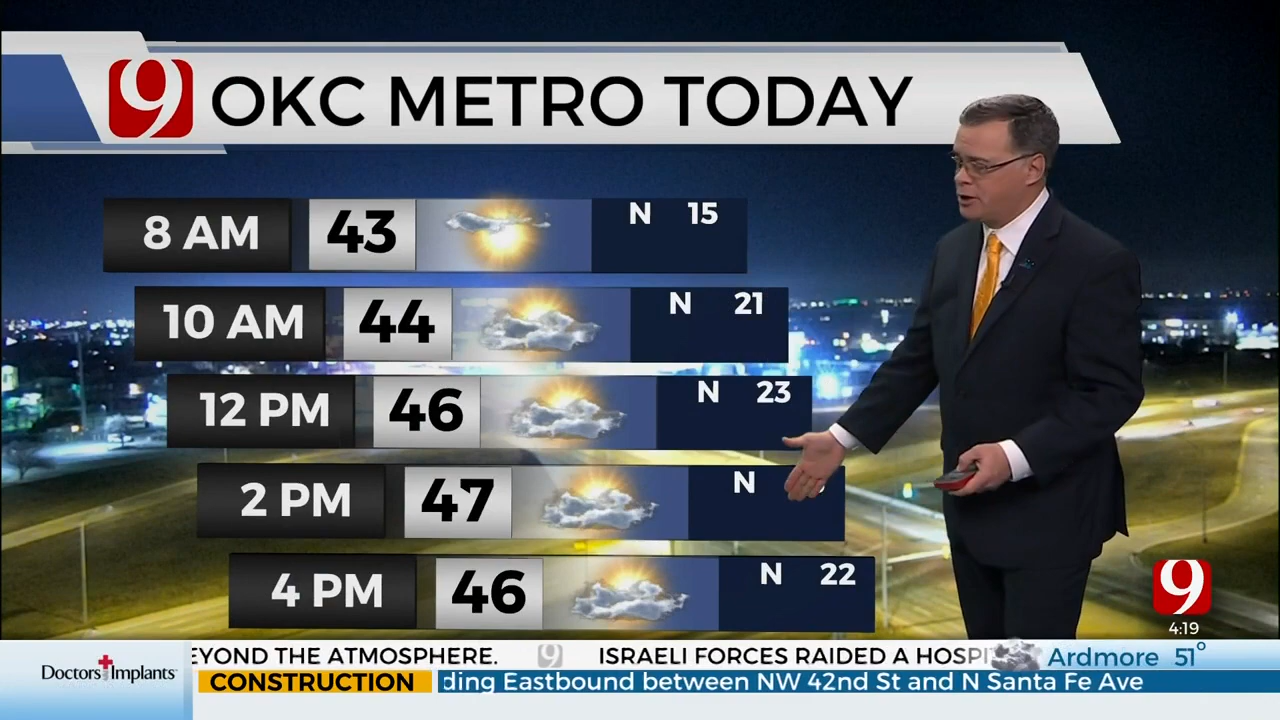 9 OKC METRO TODAY
8 AM 43 N 15
10 AM 44 N 21
12 PM 46 N 23
2 PM 47 N
4 PM 46 N 22
9
4:19
Doctors Implants
EYOND THE ATMOSPHERE. 9 ISRAELI FORCES RAIDED A HOSPI
Ardmore 51°
CONSTRUCTION ding Eastbound between NW 42nd St and N Santa Fe Ave